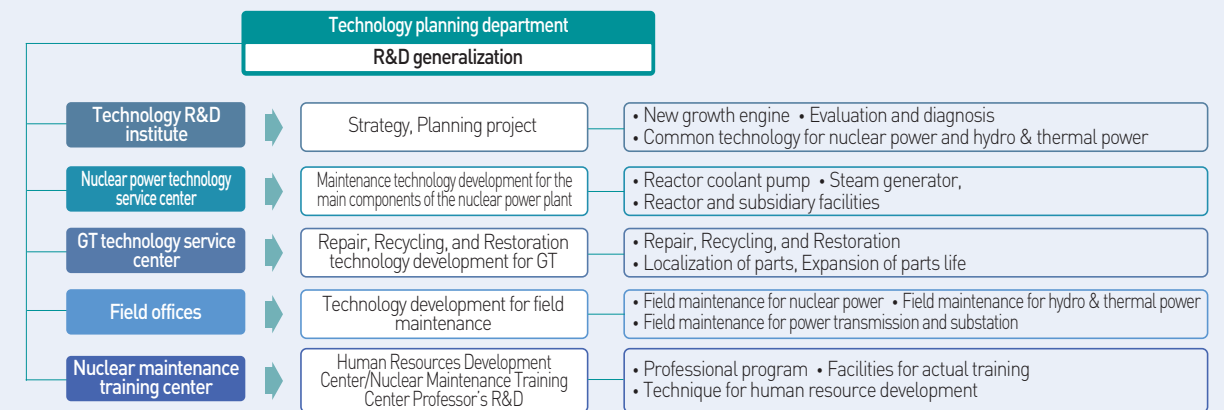 Technology planning department
R&D generalization
Technology R&D
institute
Strategy, Planning project
• New growth engine • Evaluation and diagnosis
• Common technology for nuclear power and hydro & thermal power
Nuclear power technology
service center
Maintenance technology development for the
main components of the nuclear power plant
• Reactor coolant pump • Steam generator,
• Reactor and subsidiary facilities
GT technology service
center
Repair, Recycling, and Restoration
technology development for GT
• Repair, Recycling, and Restoration
• Localization of parts, Expansion of parts life
Field offices
Technology development for field
maintenance
• Field maintenance for nuclear power • Field maintenance for hydro & thermal power
• Field maintenance for power transmission and substation
Nuclear maintenance
training center
Human Resources Development
Center/Nuclear Maintenance Training
Center Professor's R&D
• Professional program • Facilities for actual training
• Technique for human resource development